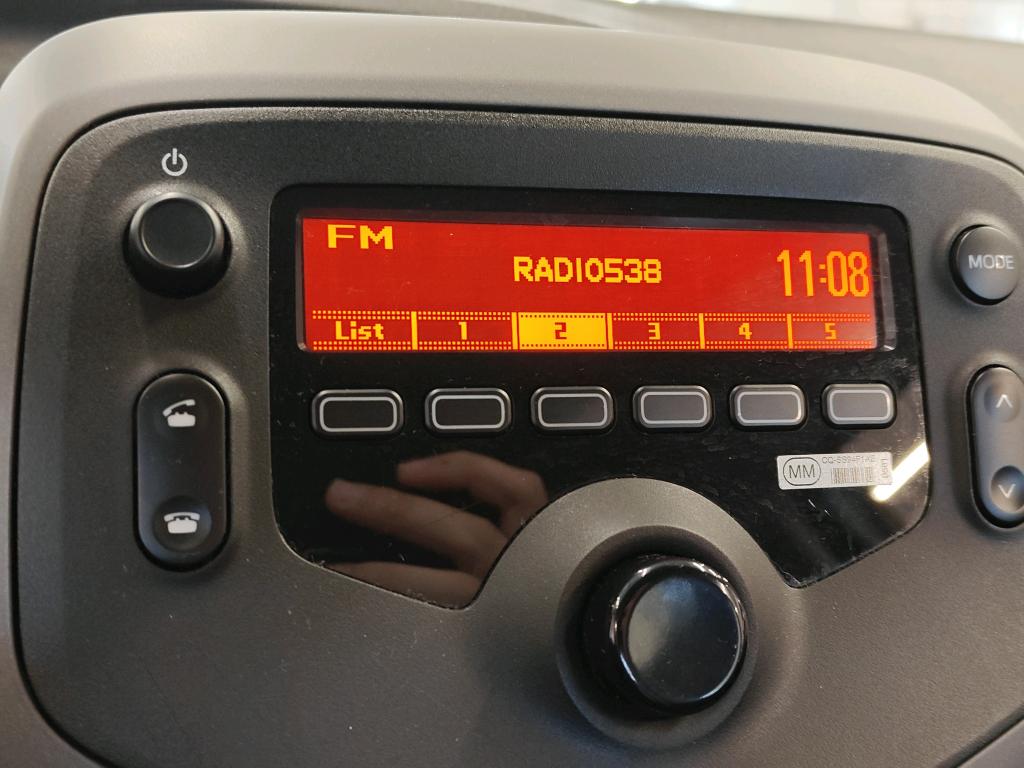 FM
RADIO538
11:08
List 1 2 3 4 5
MODE
MM